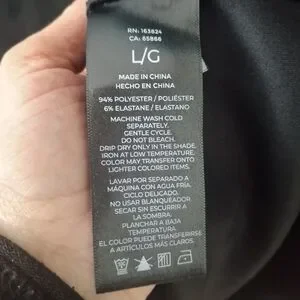 RN: 163824
CA: 65866
L/G
MADE IN CHINA
HECHO EN CHINA
94% POLYESTER / POLIÉSTER
6% ELASTANE / ELASTANO
MACHINE WASH COLD
SEPARATELY.
GENTLE CYCLE.
DO NOT BLEACH.
DRIP DRY ONLY IN THE SHADE.
IRON AT LOW TEMPERATURE.
COLOR MAY TRANSFER ONTO
LIGHTER COLORED ITEMS.
LAVAR POR SEPARADO A
MÁQUINA CON AGUA FRÍA.
CICLO DELICADO.
NO USAR BLANQUEADOR
SECAR SIN ESCURRIR A
LA SOMBRA.
PLANCHAR A BAJA
TEMPERATURA.
EL COLOR PUEDE TRANSFERIRSE
A ARTÍCULOS MÁS CLAROS.